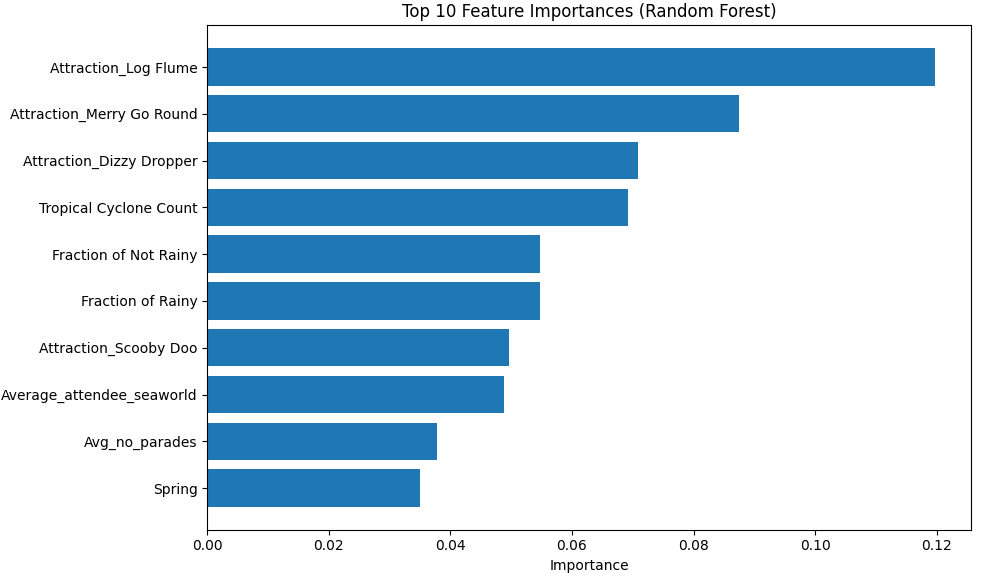 Top 10 Feature Importances (Random Forest)
Attraction_Log Flume
Attraction_Merry Go Round
Attraction_Dizzy Dropper
Tropical Cyclone Count
Fraction of Not Rainy
Fraction of Rainy
Attraction_Scooby Doo
Average_attendee_seaworld
Avg_no_parades
Spring
0.00 0.02 0.04 0.06 0.08 0.10 0.12
Importance